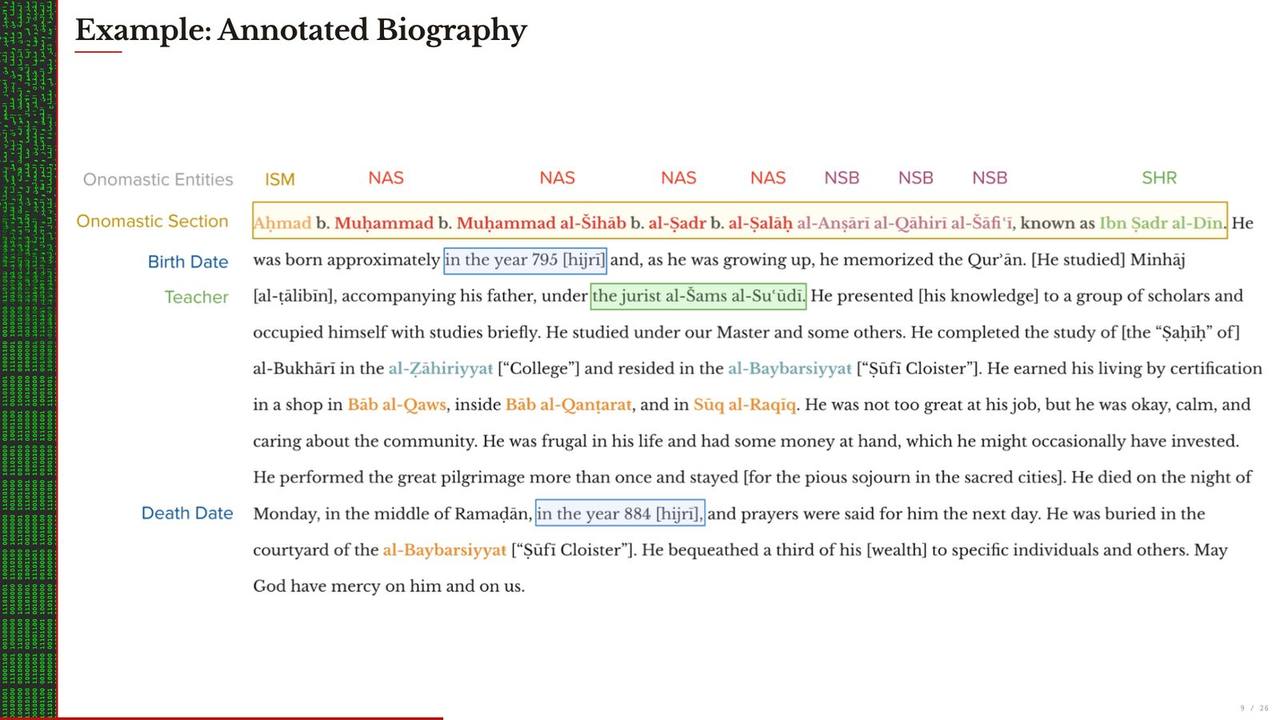 Example: Annotated Biography
Onomastic Entities ISM NAS NAS NAS NAS NSB NSB NSB SHR
Onomastic Section Aḥmad b. Muḥammad b. Muḥammad al-Šihāb b. al-Ṣadr b. al-Ṣalāḥ al-Anṣārī al-Qāhirī al-Šāfiʿī, known as Ibn Ṣadr al-Dīn. He
Birth Date was born approximately in the year 795 [hijrī] and, as he was growing up, he memorized the Qurʾān. [He studied] Minhāj
Teacher [al-ṭālibīn], accompanying his father, under the jurist al-Šams al-Suʿūdī. He presented [his knowledge] to a group of scholars and
occupied himself with studies briefly. He studied under our Master and some others. He completed the study of [the “Ṣaḥīḥ” of]
al-Bukhārī in the al-Ẓāhiriyyaŧ [“College”] and resided in the al-Baybarsiyyaŧ [“Ṣūfī Cloister”]. He earned his living by certification
in a shop in Bāb al-Qaws, inside Bāb al-Qanṭaraŧ, and in Sūq al-Raqīq. He was not too great at his job, but he was okay, calm, and
caring about the community. He was frugal in his life and had some money at hand, which he might occasionally have invested.
He performed the great pilgrimage more than once and stayed [for the pious sojourn in the sacred cities]. He died on the night of
Death Date Monday, in the middle of Ramaḍān, in the year 884 [hijrī], and prayers were said for him the next day. He was buried in the
courtyard of the al-Baybarsiyyaŧ [“Ṣūfī Cloister”]. He bequeathed a third of his [wealth] to specific individuals and others. May
God have mercy on him and on us.
9 / 26